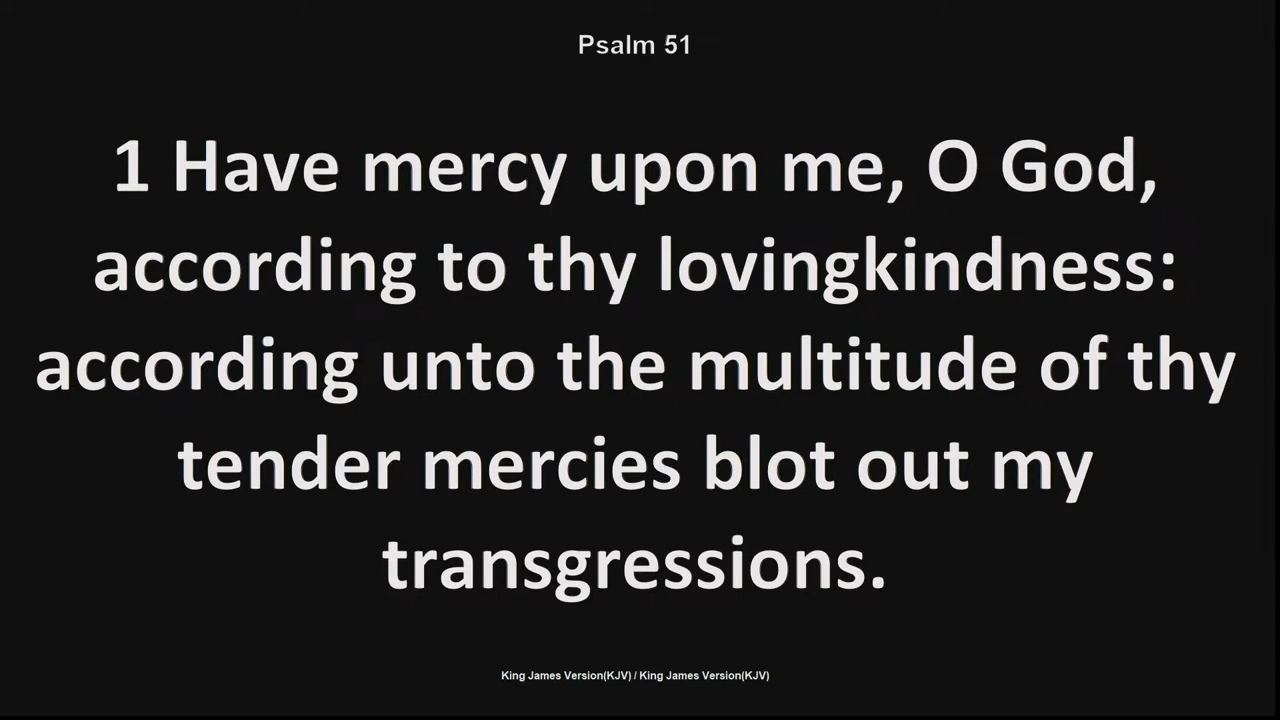 Psalm 51
1 Have mercy upon me, O God,
according to thy lovingkindness:
according unto the multitude of thy
tender mercies blot out my
transgressions.
King James Version(KJV) / King James Version(KJV)